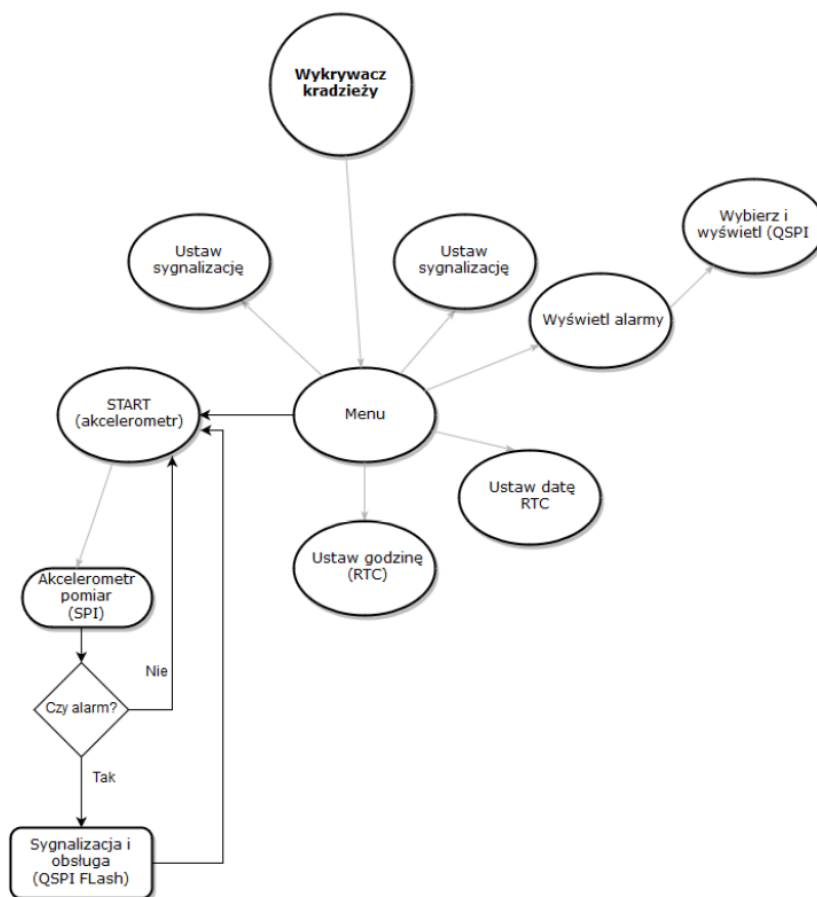 Wykrywacz
kradzieży
Wybierz i
wyświetl (QSPI
Ustaw
sygnalizację
Ustaw
sygnalizację
Wyświetl alarmy
START
(akcelerometr)
Menu
Ustaw datę
RTC
Ustaw godzinę
(RTC)
Akcelerometr
pomiar
(SPI)
Nie
Czy alarm?
Tak
Sygnalizacja i
obsługa
(QSPI FLash)